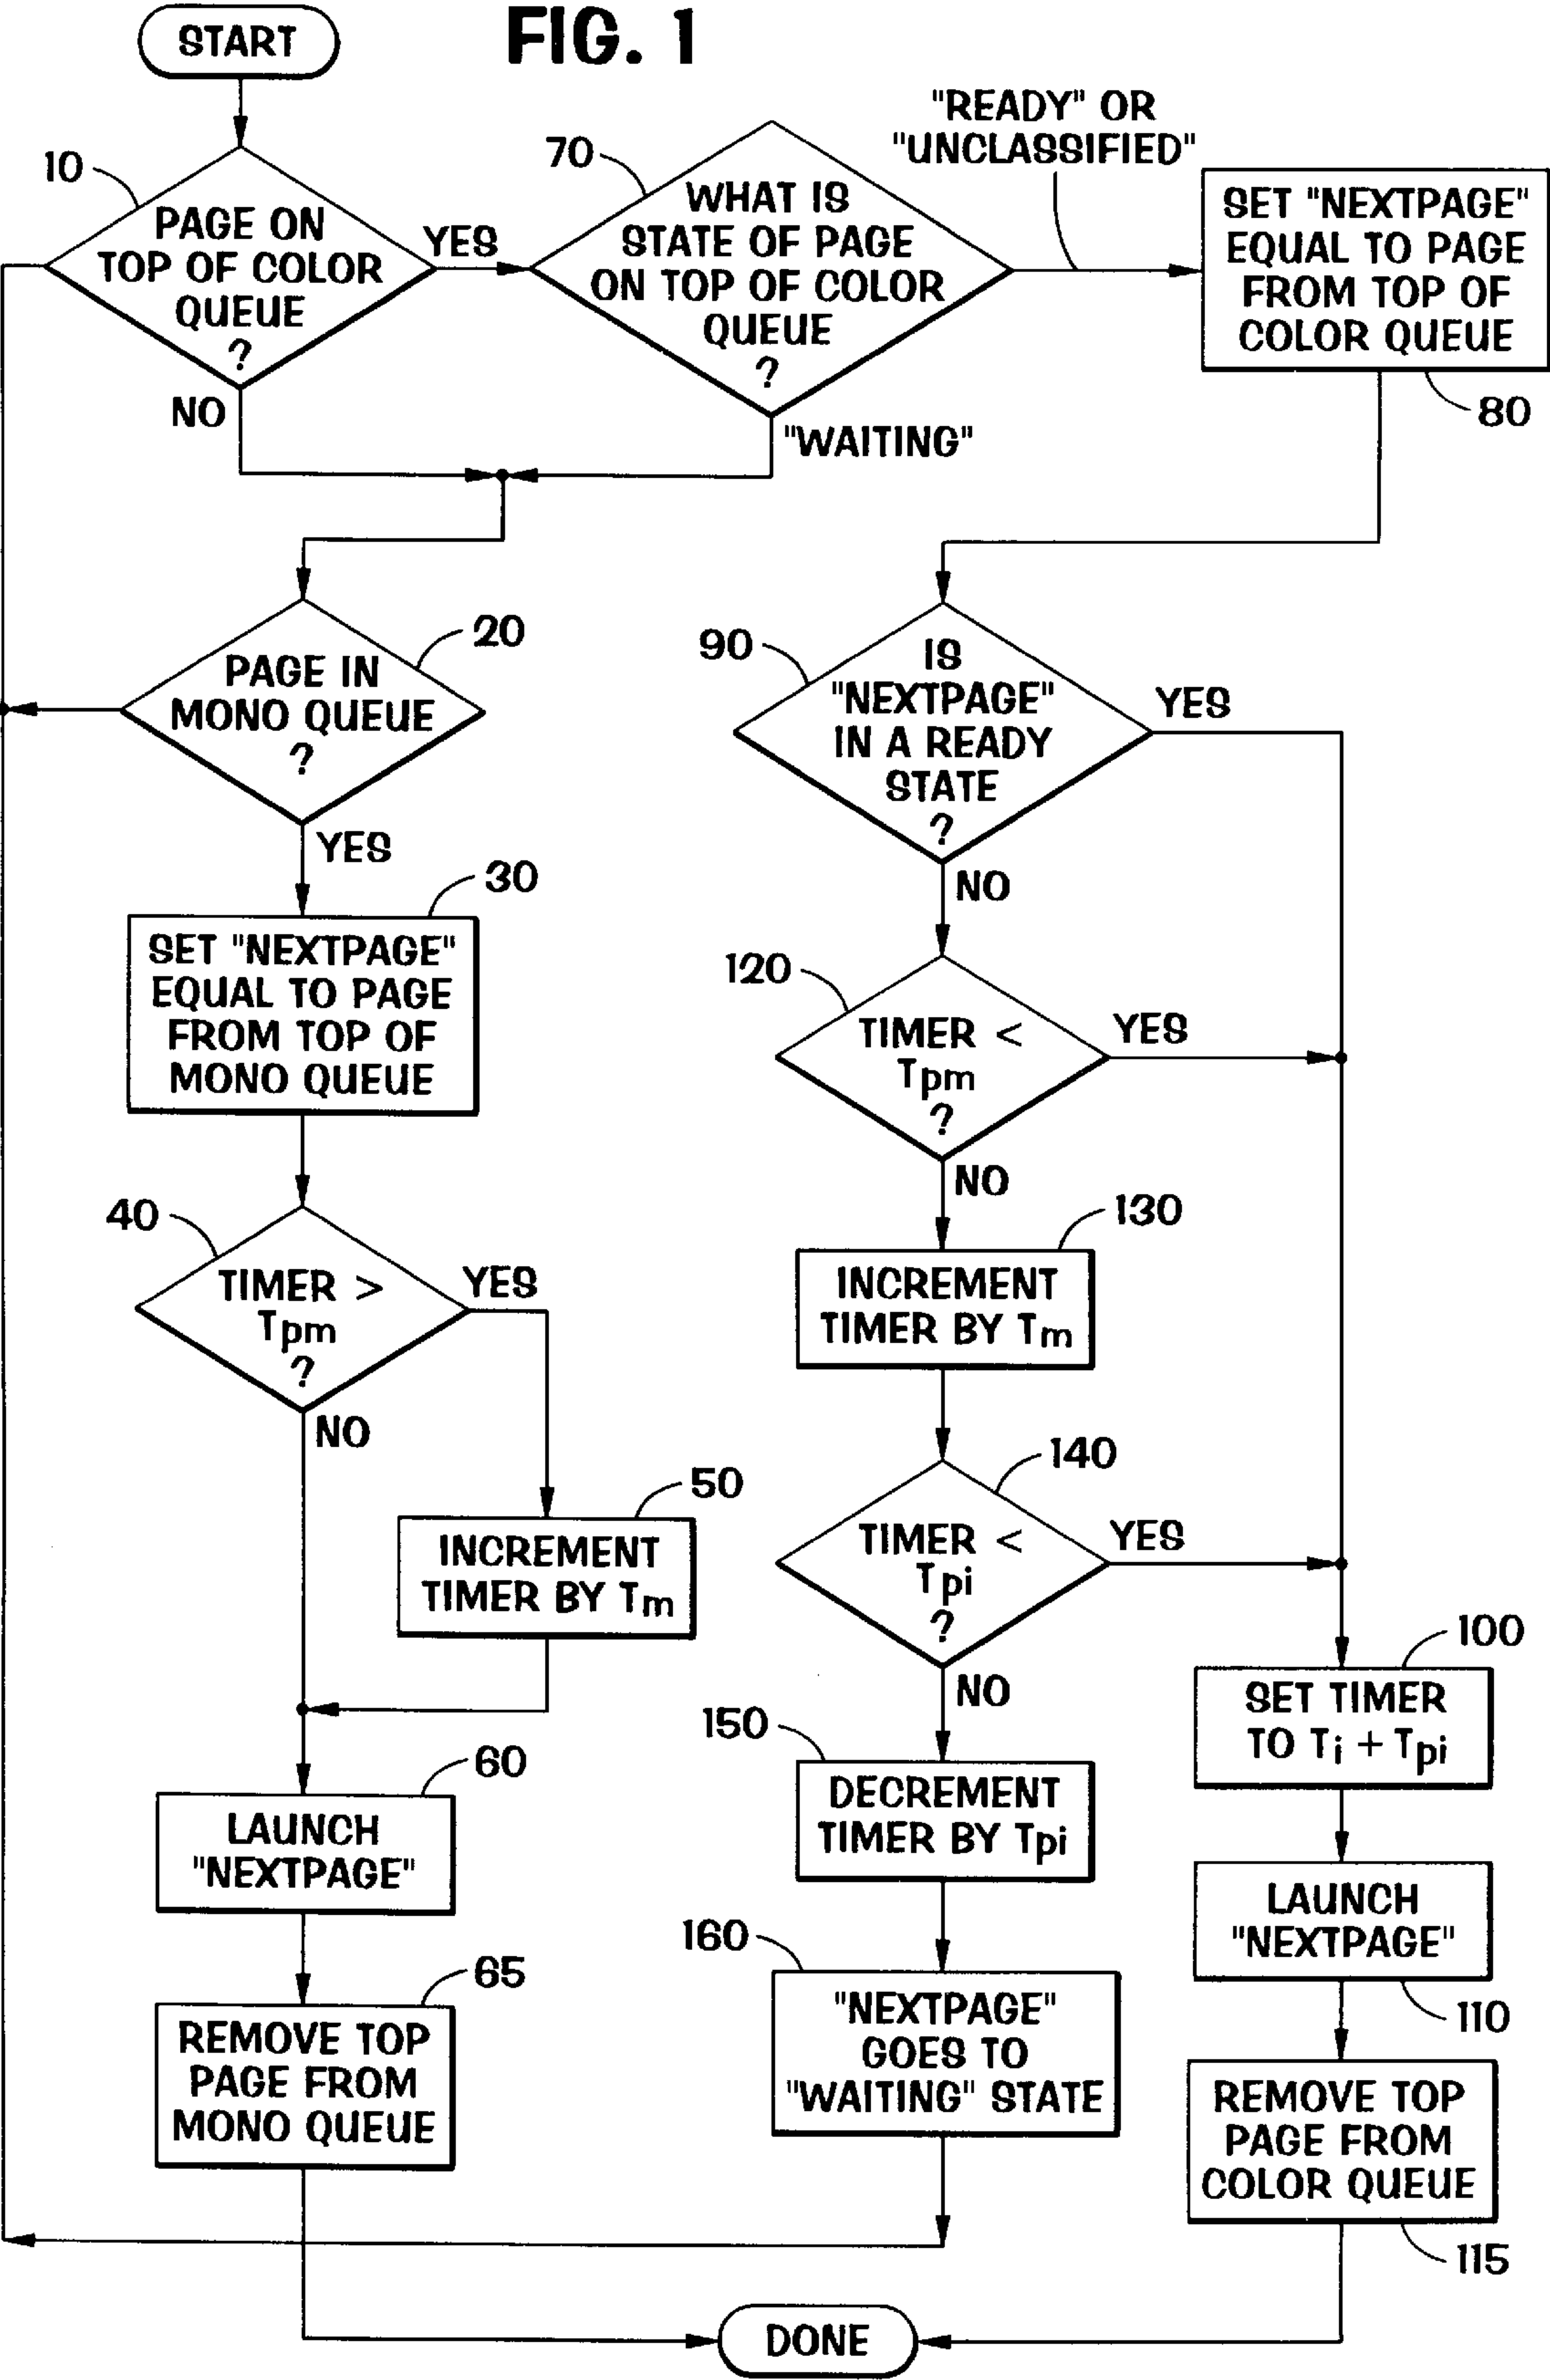 FIG. 1
START
10
PAGE ON
TOP OF COLOR
QUEUE
?
YES
NO
70
WHAT IS
STATE OF PAGE
ON TOP OF COLOR
QUEUE
?
"READY" OR
"UNCLASSIFIED"
"WAITING"
SET "NEXTPAGE"
EQUAL TO PAGE
FROM TOP OF
COLOR QUEUE
80
20
PAGE IN
MONO QUEUE
?
YES
30
SET "NEXTPAGE"
EQUAL TO PAGE
FROM TOP OF
MONO QUEUE
40
TIMER >
Tpm
?
YES
NO
50
INCREMENT
TIMER BY Tm
60
LAUNCH
"NEXTPAGE"
65
REMOVE TOP
PAGE FROM
MONO QUEUE
90
IS
"NEXTPAGE"
IN A READY
STATE
?
YES
NO
120
TIMER <
Tpm
?
YES
NO
130
INCREMENT
TIMER BY Tm
140
TIMER <
Tpi
?
YES
NO
150
DECREMENT
TIMER BY Tpi
160
"NEXTPAGE"
GOES TO
"WAITING" STATE
100
SET TIMER
TO Ti + Tpi
LAUNCH
"NEXTPAGE"
110
REMOVE TOP
PAGE FROM
COLOR QUEUE
115
DONE